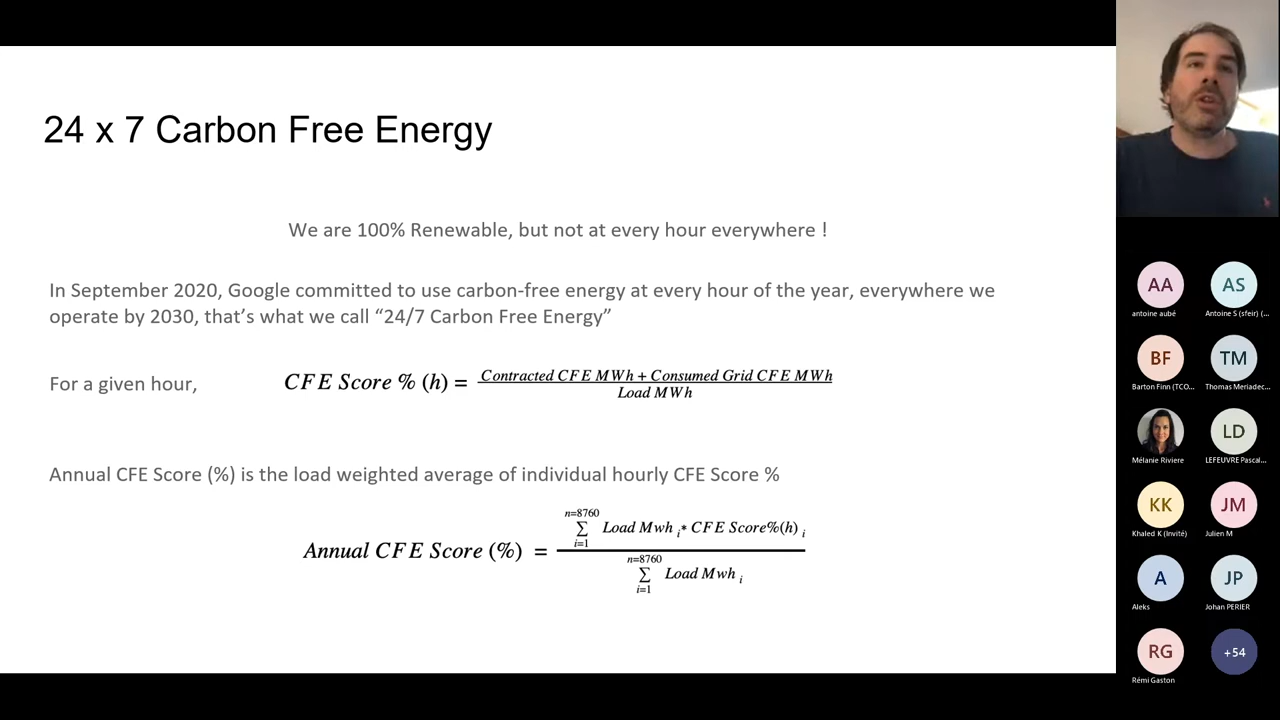 24 x 7 Carbon Free Energy
We are 100% Renewable, but not at every hour everywhere !
In September 2020, Google committed to use carbon-free energy at every hour of the year, everywhere we
operate by 2030, that’s what we call “24/7 Carbon Free Energy”
For a given hour,
CFE Score % (h) = Contracted CFE MWh + Consumed Grid CFE MWh
Load MWh
Annual CFE Score (%) is the load weighted average of individual hourly CFE Score %
n=8760
∑ Load Mwh i * CFE Score%(h) i
i=1
Annual CFE Score (%) =
n=8760
∑ Load Mwh i
i=1
AA
AS
antoine aubé
Antoine S (sfeir) (...
BF
TM
Barton Finn (TCO...
Thomas Meriadec...
LD
Mélanie Riviere
LEFEUVRE Pascal...
KK
JM
Khaled K (Invité)
Julien M
A
JP
Aleks
Johan PERIER
RG
+54
Rémi Gaston